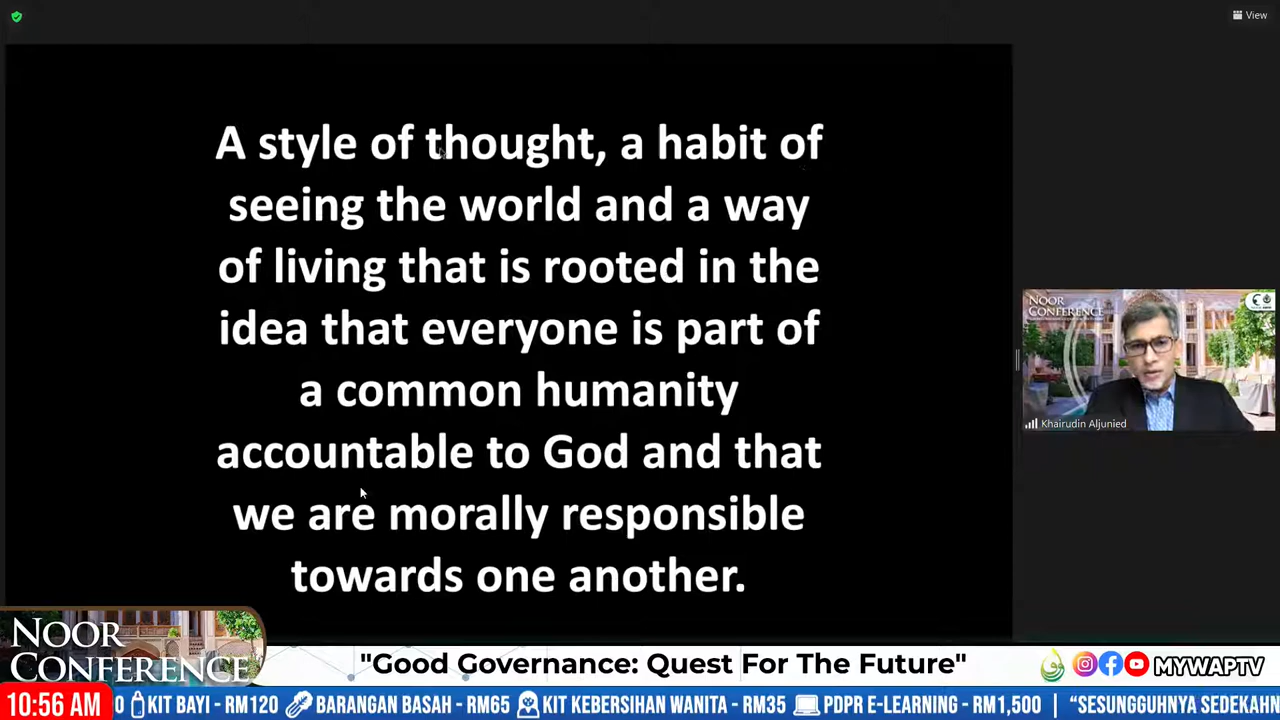 View
A style of thought, a habit of
seeing the world and a way
of living that is rooted in the
idea that everyone is part of
a common humanity
accountable to God and that
we are morally responsible
towards one another.
NOOR
CONFERENCE
Khairudin Aljunied
NOOR
CONFERENCE
"Good Governance: Quest For The Future"
MYWAPTV
10:56 AM
0 KIT BAYI - RM120 BARANGAN BASAH - RM65 KIT KEBERSIHAN WANITA - RM35 PDPR E-LEARNING - RM1,500 "SESUNGGUHNYA SEDEKAH